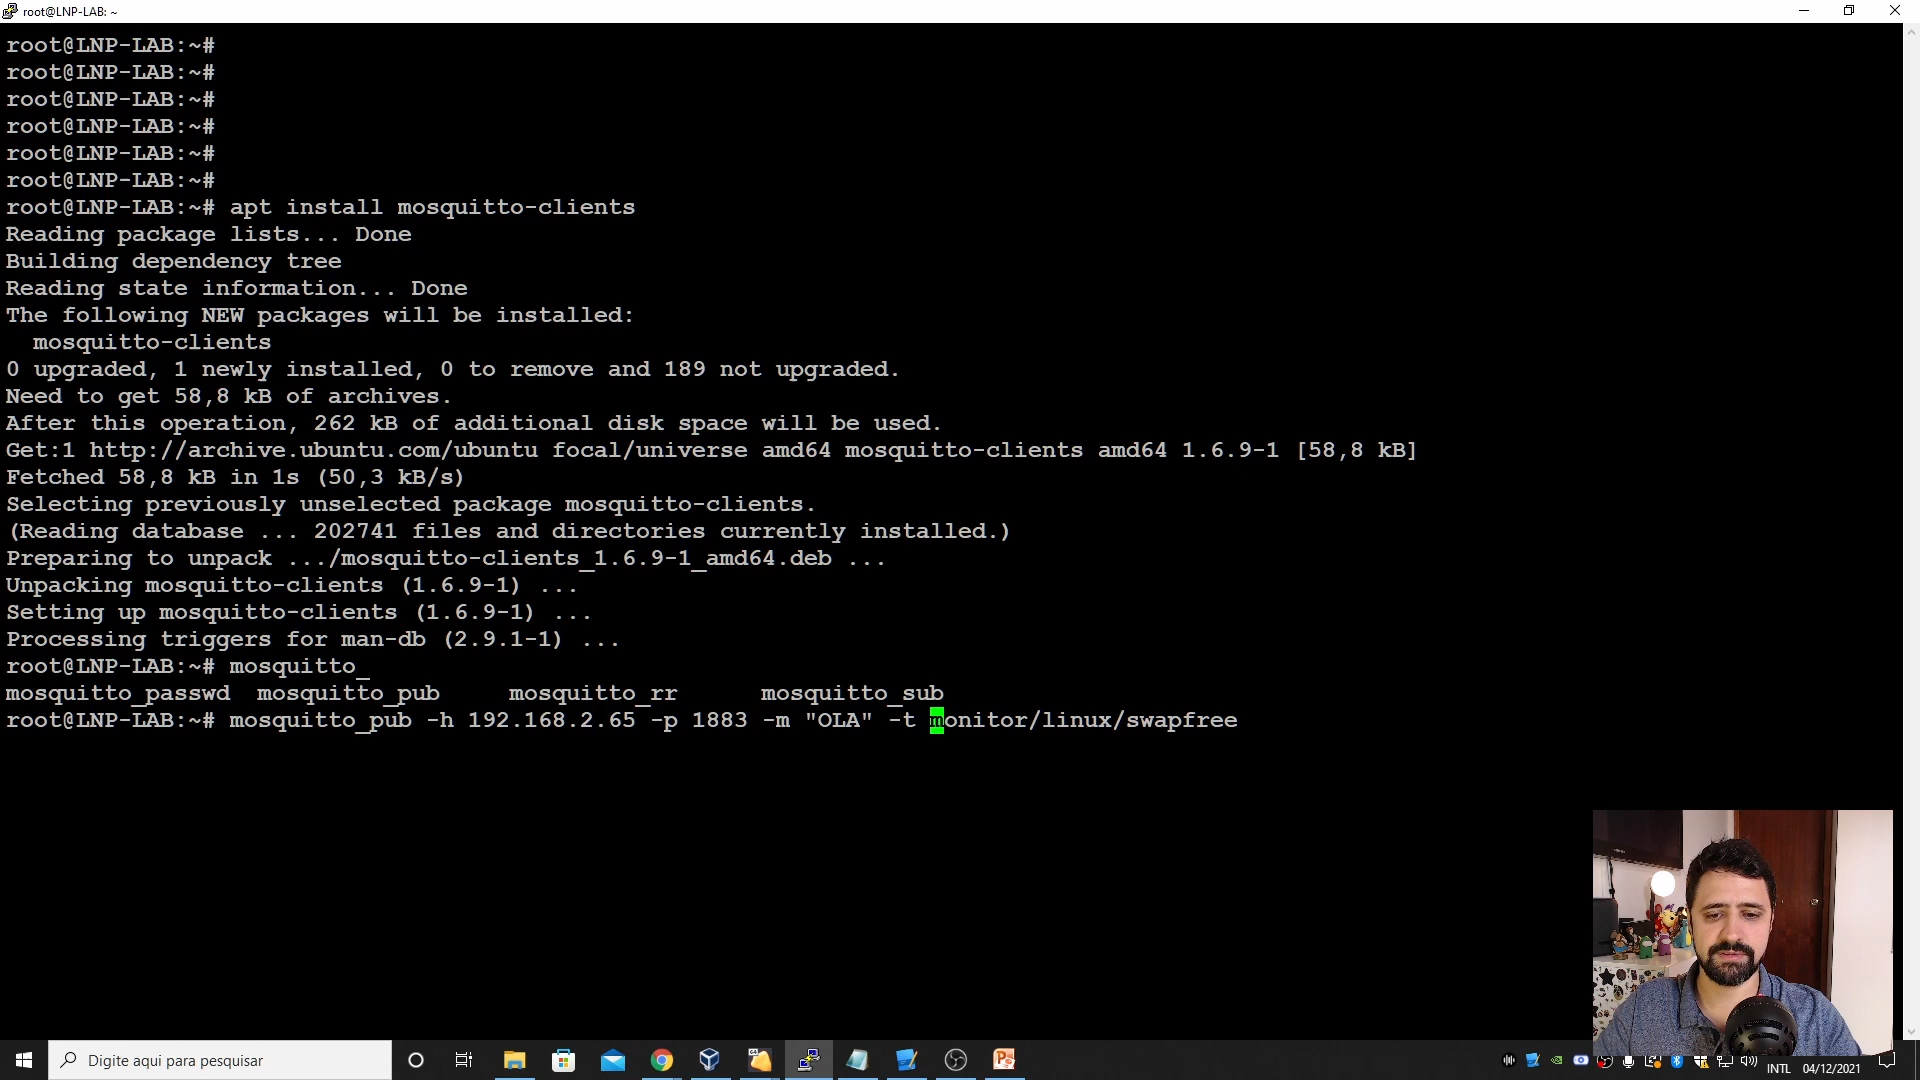 root@LNP-LAB: ~
root@LNP-LAB:~#
root@LNP-LAB:~#
root@LNP-LAB:~#
root@LNP-LAB:~#
root@LNP-LAB:~#
root@LNP-LAB:~#
root@LNP-LAB:~# apt install mosquitto-clients
Reading package lists... Done
Building dependency tree
Reading state information... Done
The following NEW packages will be installed:
  mosquitto-clients
0 upgraded, 1 newly installed, 0 to remove and 189 not upgraded.
Need to get 58,8 kB of archives.
After this operation, 262 kB of additional disk space will be used.
Get:1 http://archive.ubuntu.com/ubuntu focal/universe amd64 mosquitto-clients amd64 1.6.9-1 [58,8 kB]
Fetched 58,8 kB in 1s (50,3 kB/s)
Selecting previously unselected package mosquitto-clients.
(Reading database ... 202741 files and directories currently installed.)
Preparing to unpack .../mosquitto-clients_1.6.9-1_amd64.deb ...
Unpacking mosquitto-clients (1.6.9-1) ...
Setting up mosquitto-clients (1.6.9-1) ...
Processing triggers for man-db (2.9.1-1) ...
root@LNP-LAB:~# mosquitto_
mosquitto_passwd  mosquitto_pub     mosquitto_rr      mosquitto_sub
root@LNP-LAB:~# mosquitto_pub -h 192.168.2.65 -p 1883 -m "OLA" -t monitor/linux/swapfree
Digite aqui para pesquisar
INTL
04/12/2021